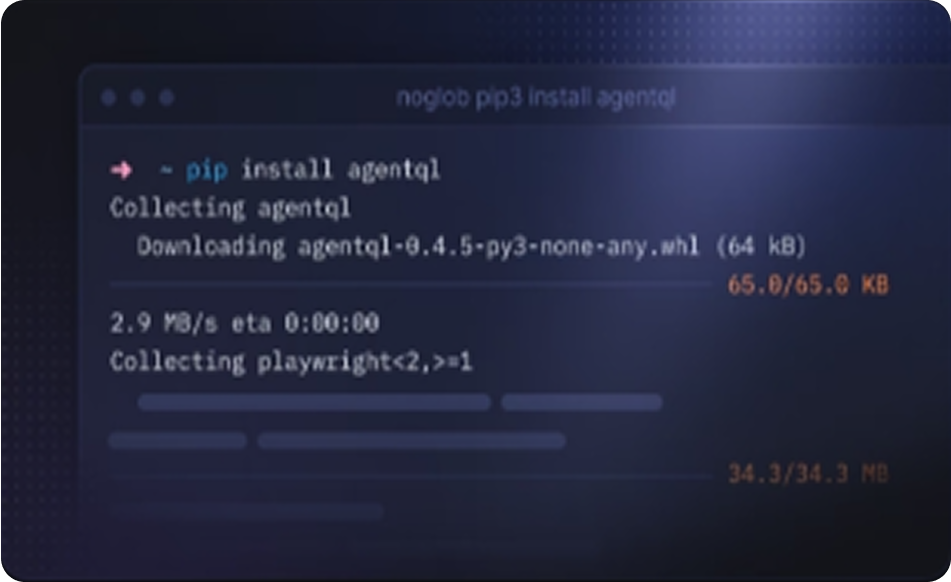 noglob pip3 install agentql
➜ ~ pip install agentql
Collecting agentql
Downloading agentql-0.4.5-py3-none-any.whl (64 kB)
65.0/65.0 KB
2.9 MB/s eta 0:00:00
Collecting playwright<2,>=1
34.3/34.3 MB